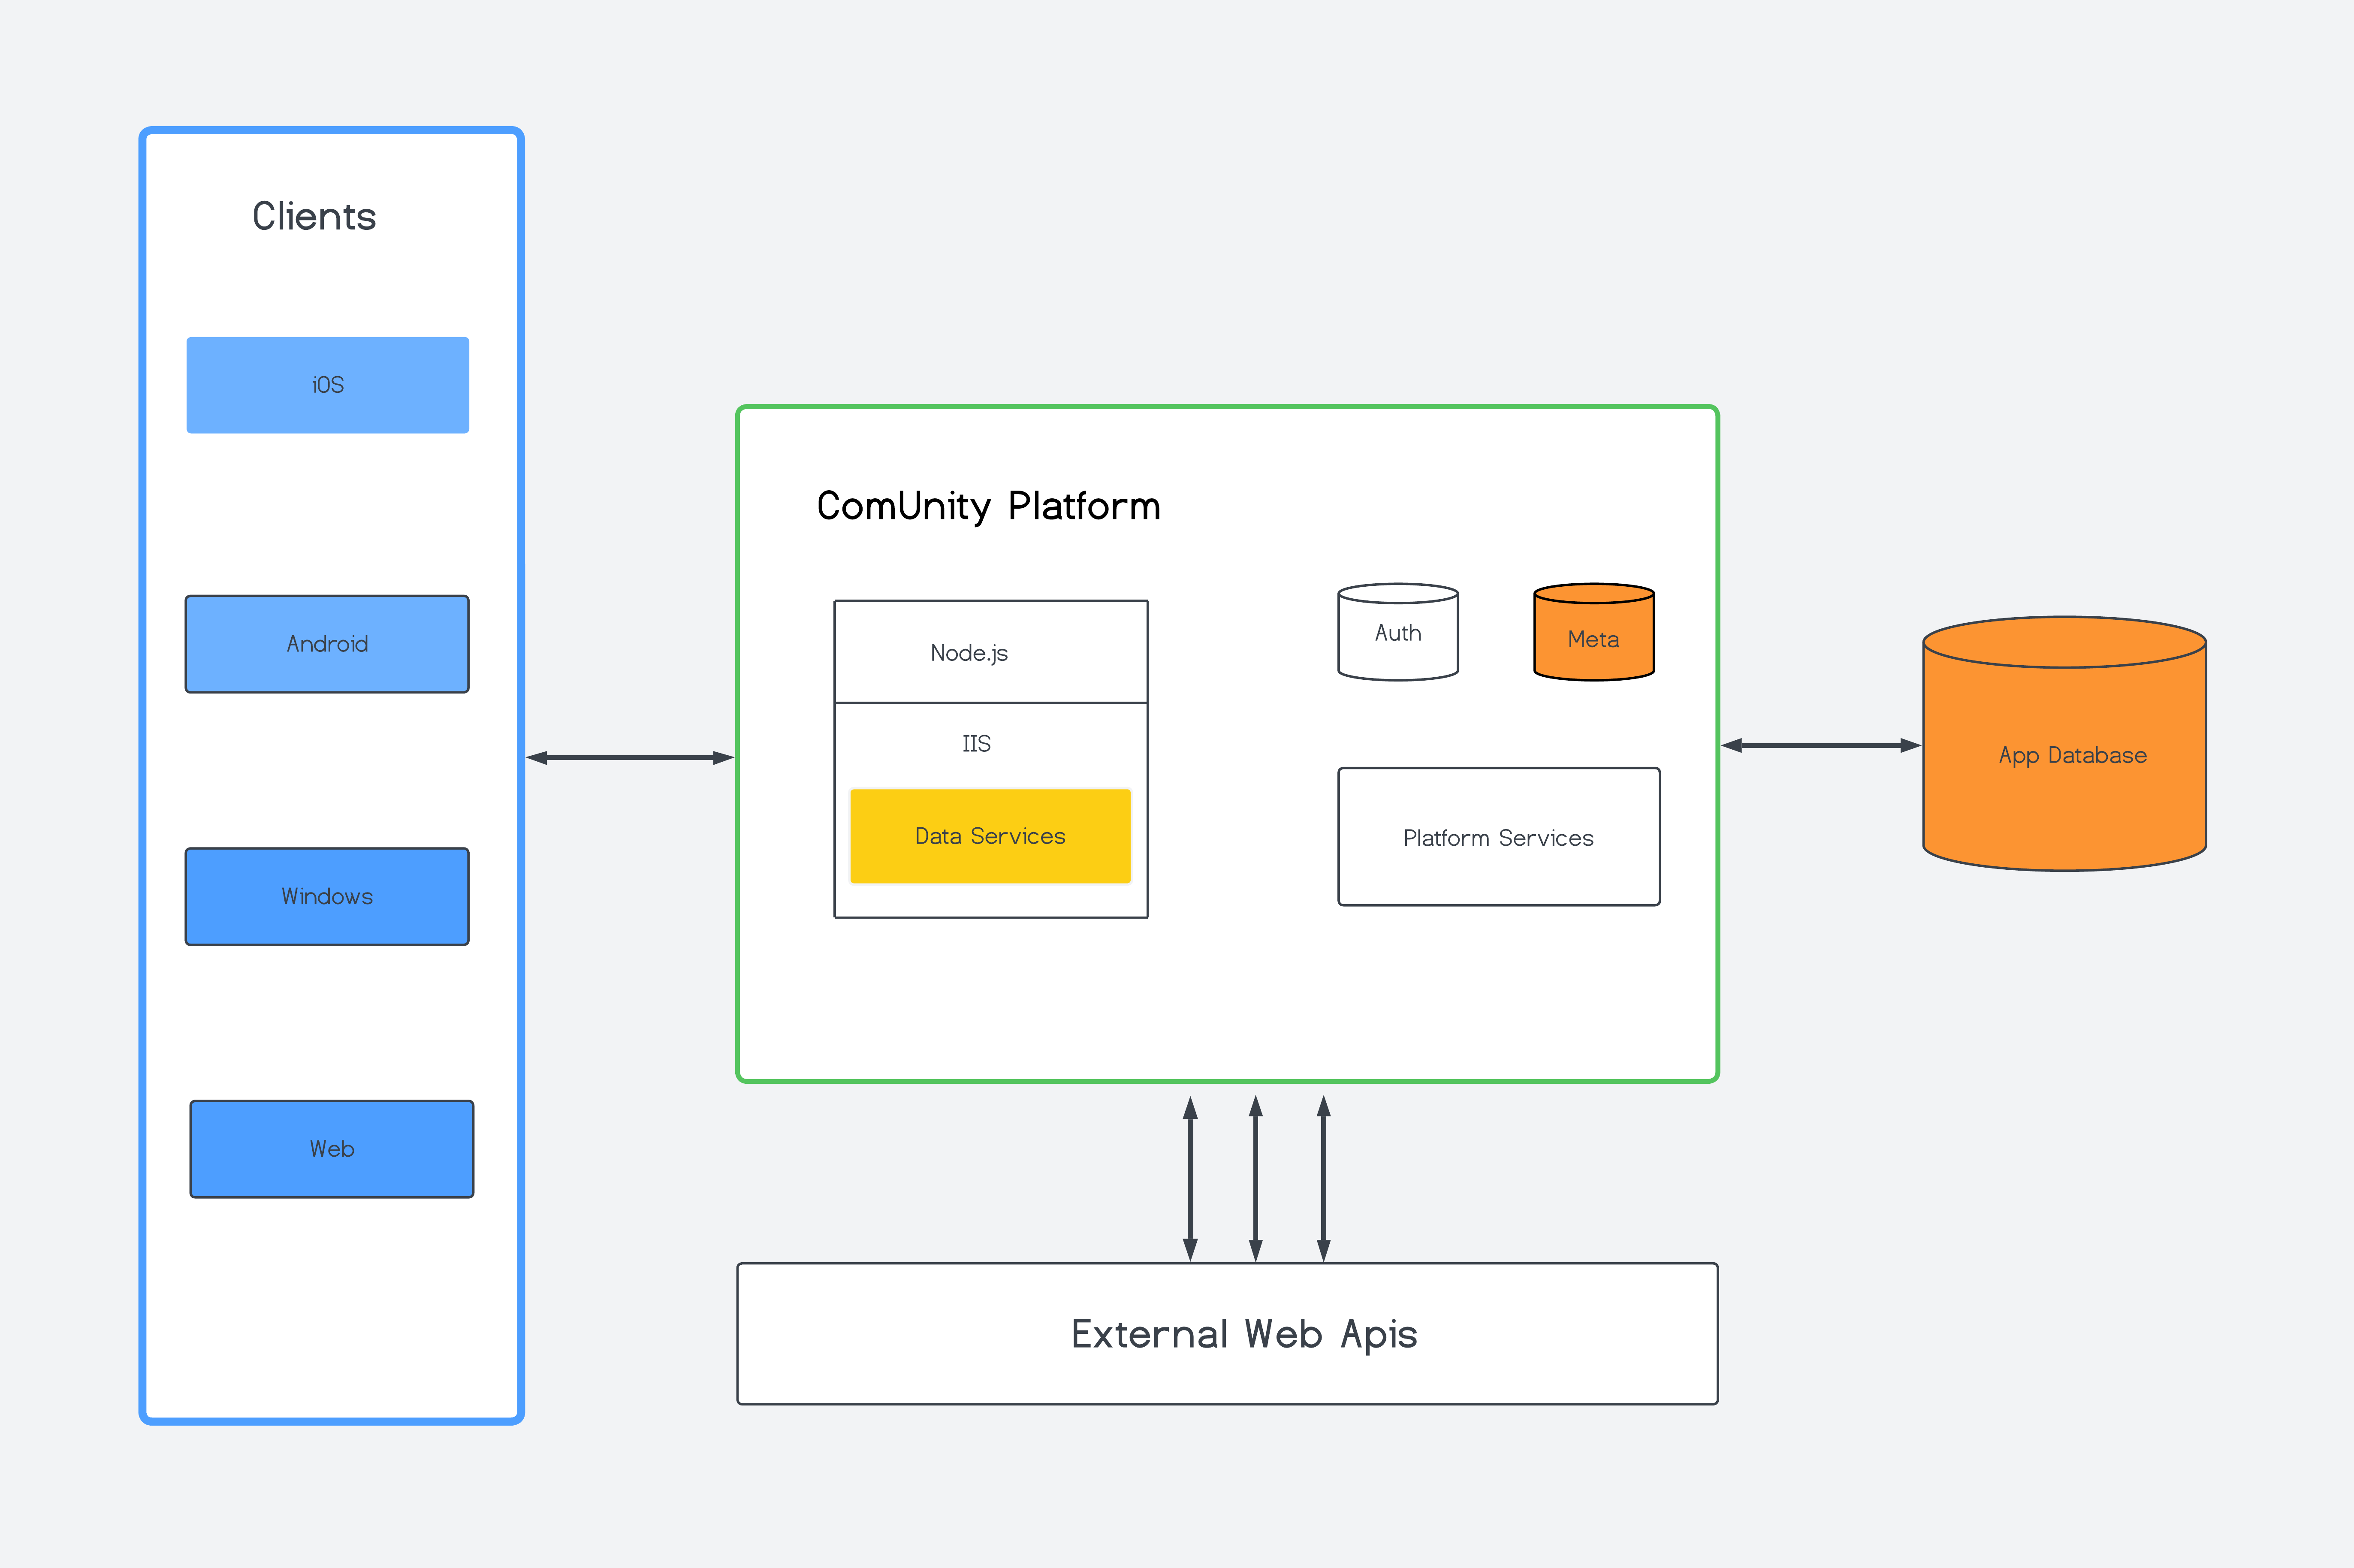 Clients
iOS
Android
Windows
Web
ComUnity Platform
Node.js
IIS
Data Services
Auth
Meta
Platform Services
App Database
External Web Apis